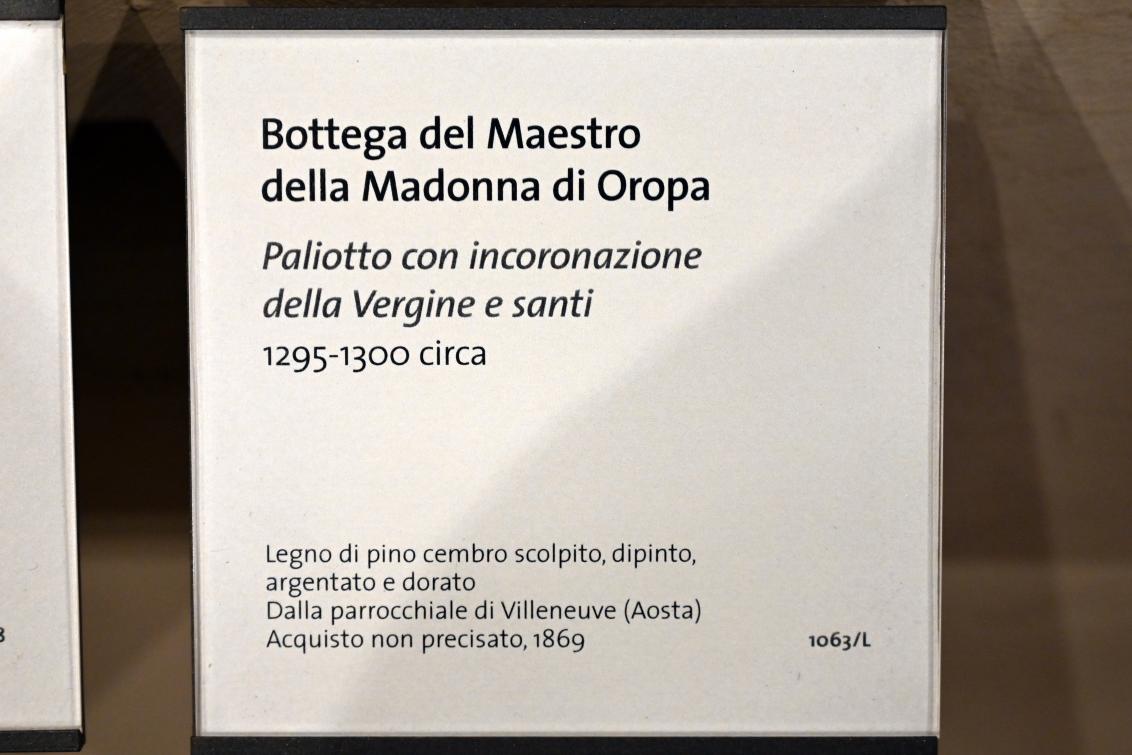 Bottega del Maestro
della Madonna di Oropa
Paliotto con incoronazione
della Vergine e santi
1295-1300 circa
Legno di pino cembro scolpito, dipinto,
argentato e dorato
Dalla parrocchiale di Villeneuve (Aosta)
Acquisto non precisato, 1869
1063/L